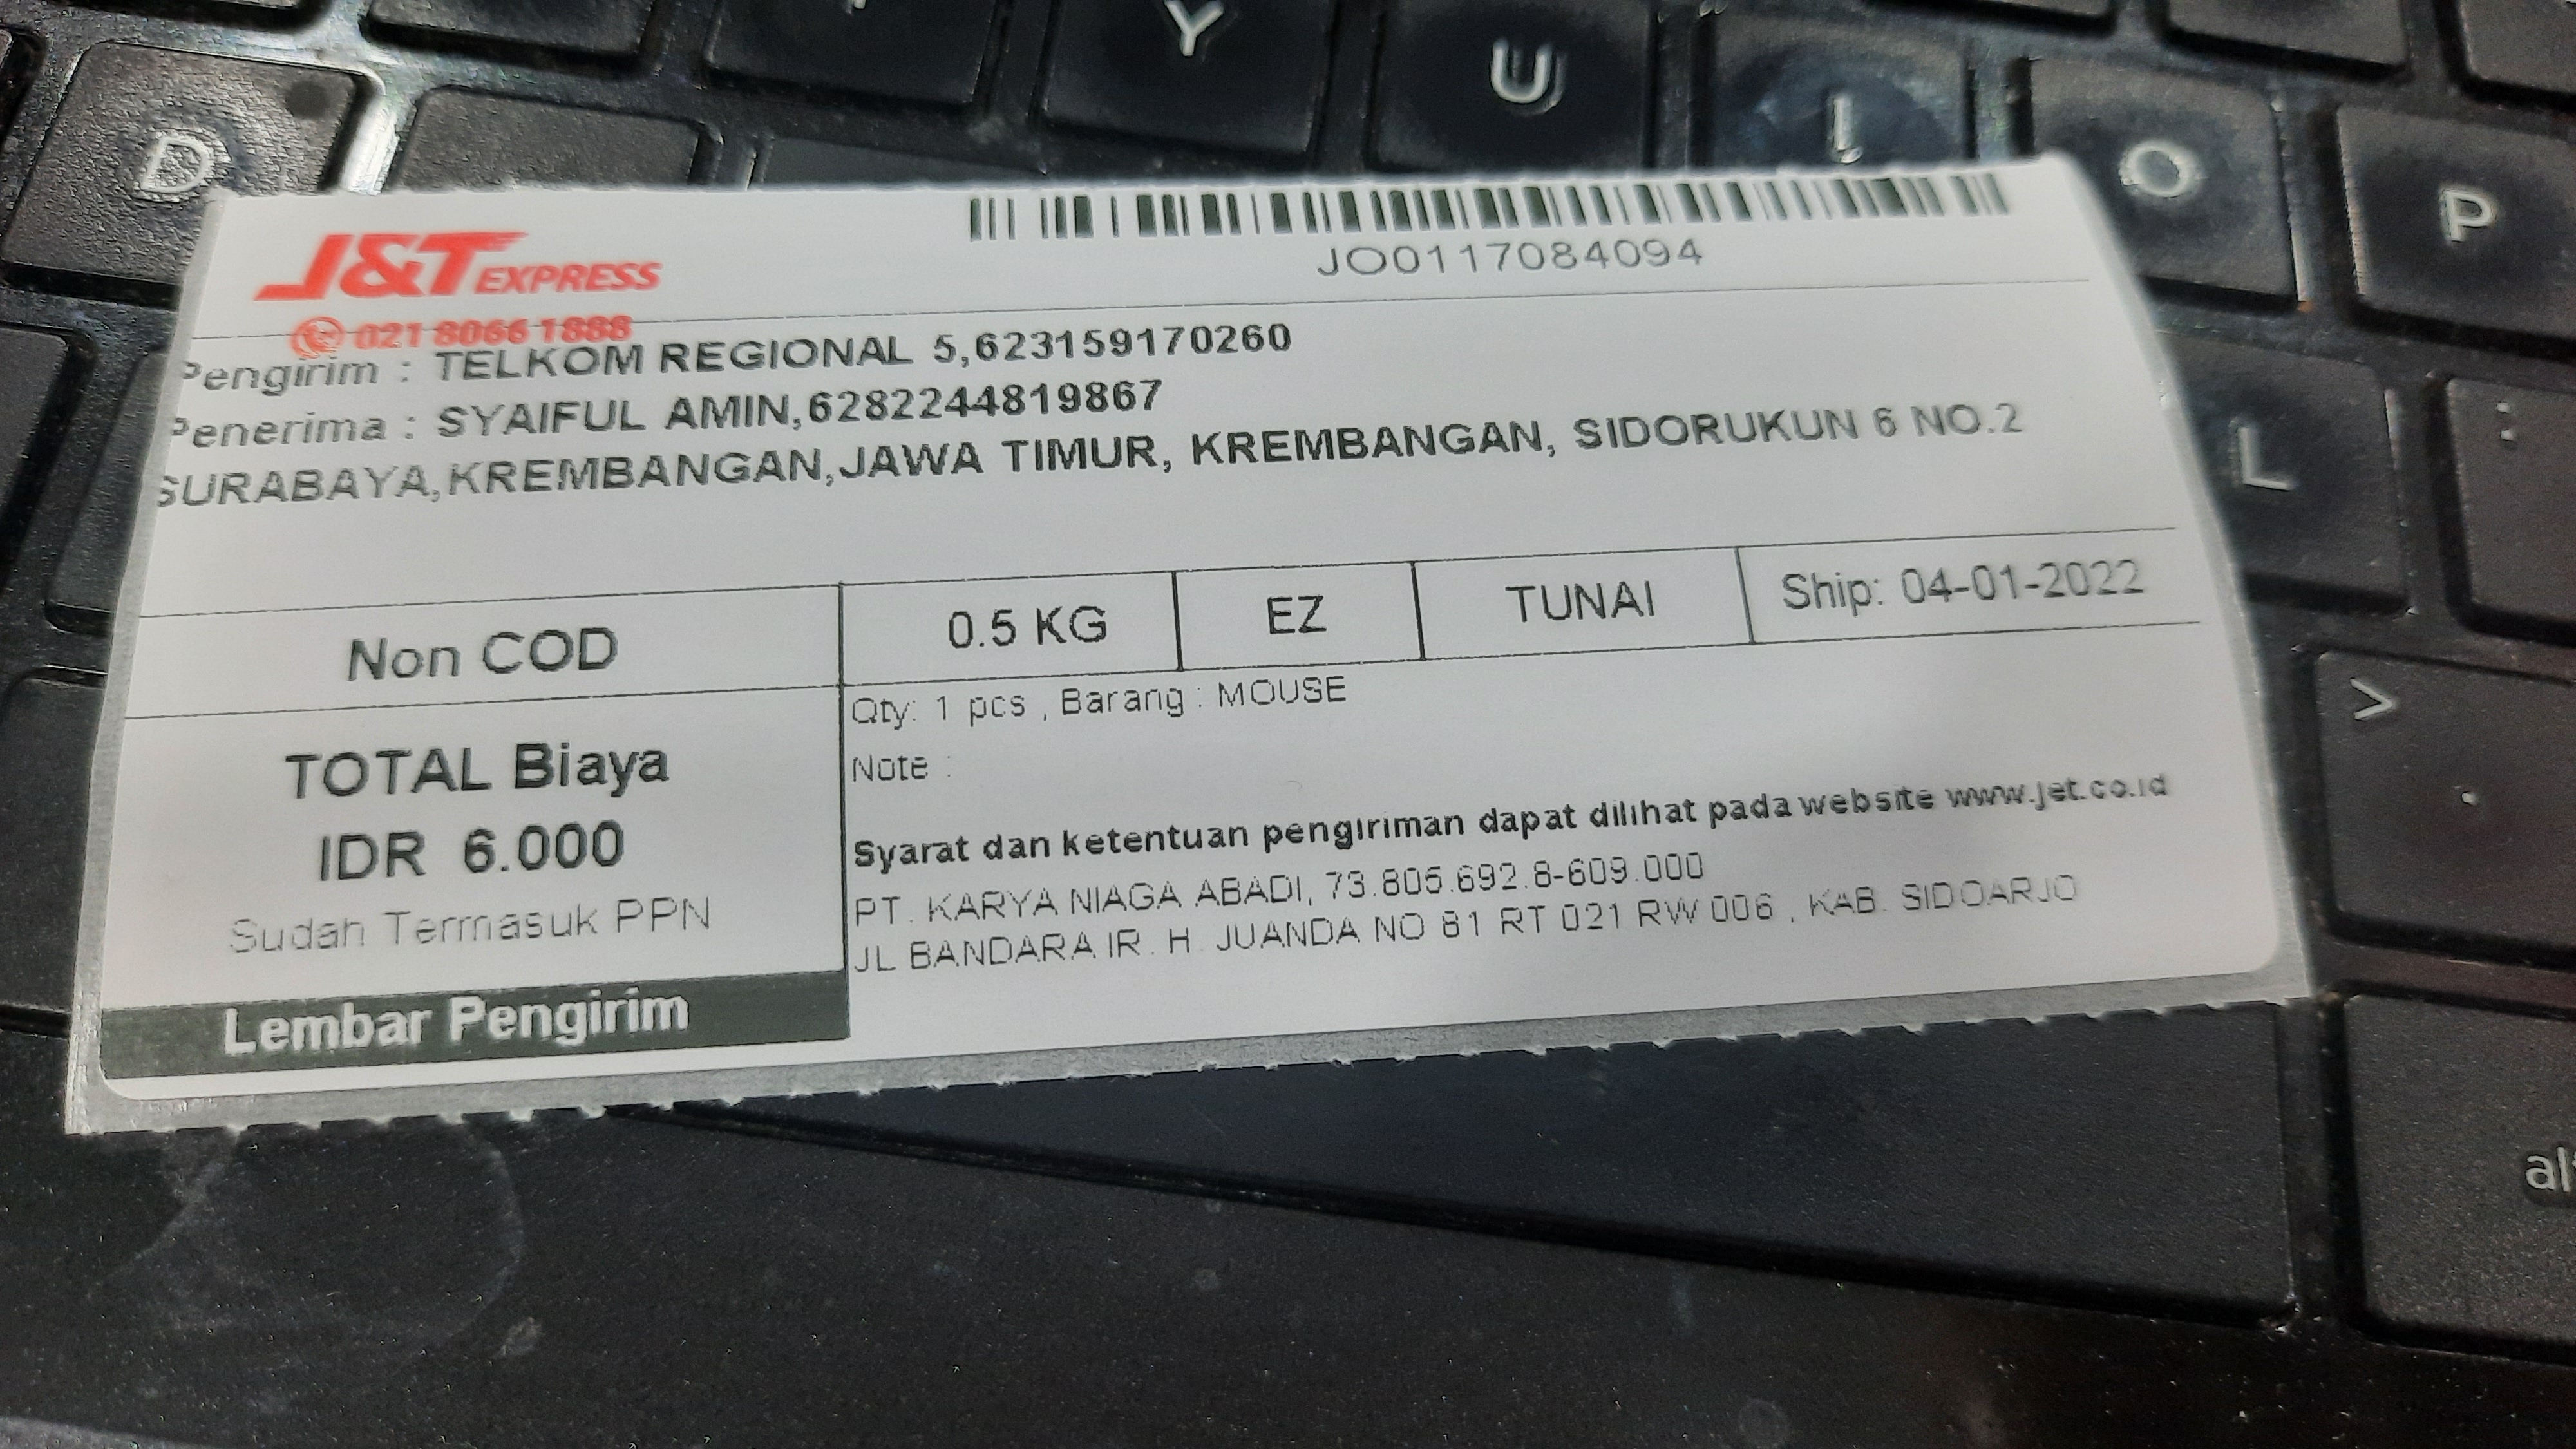 J&T EXPRESS
021 8066 1888
JO0117084094
Pengirim : TELKOM REGIONAL 5,62315917 0260
Penerima : SYAIFUL AMIN,6282244819867
SURABAYA,KREMBANGAN,JAWA TIMUR, KREMBANGAN, SIDORUKUN 6 NO.2
Non COD
0.5 KG
EZ
TUNAI
Ship: 04-01-2022
TOTAL Biaya
IDR 6.000
Sudah Termasuk PPN
Lembar Pengirim
Qty: 1 pcs , Barang : MOUSE
Note :
Syarat dan ketentuan pengiriman dapat dilihat pada website www.jet.co.id
PT. KARYA NIAGA ABADI, 73.805.692.8-609.000
JL BANDARA IR. H. JUANDA NO 81 RT 021 RW 006 , KAB. SIDOARJO
D
Y
U
I
O
P
L
>
.
:
al